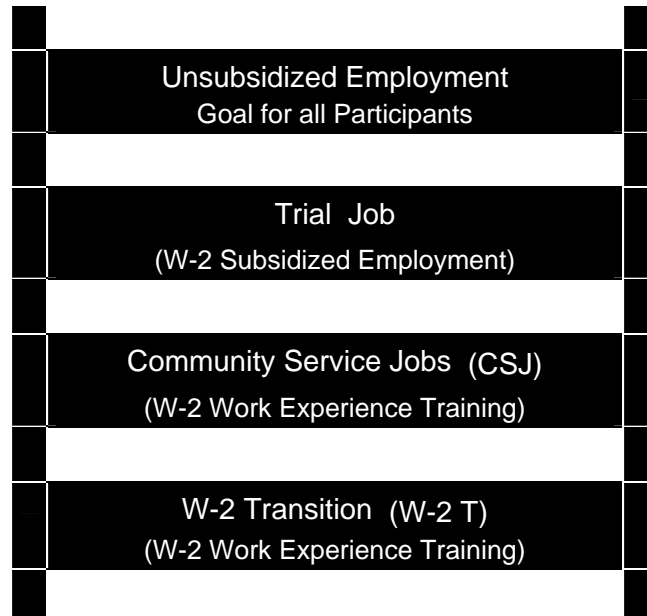 Unsubsidized Employment
Goal for all Participants
Trial Job
(W-2 Subsidized Employment)
Community Service Jobs (CSJ)
(W-2 Work Experience Training)
W-2 Transition (W-2 T)
(W-2 Work Experience Training)